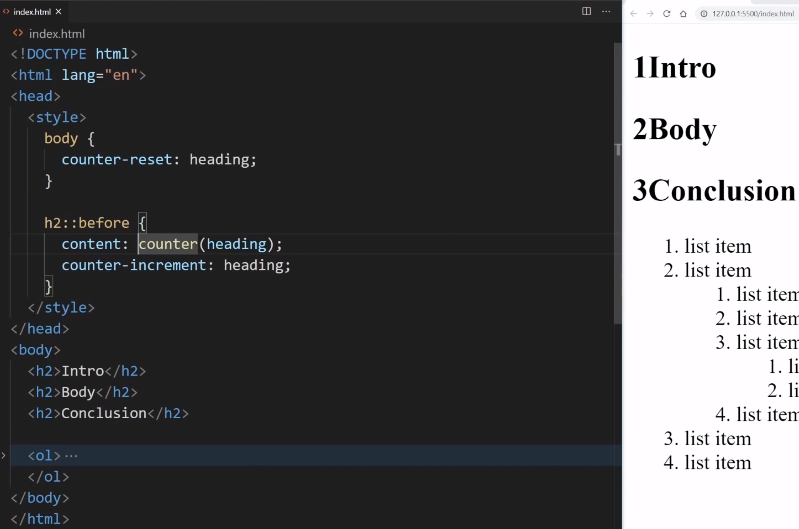 index.html
index.html
<!DOCTYPE html>
<html lang="en">
<head>
<style>
body {
counter-reset: heading;
}
h2::before {
content: counter(heading);
counter-increment: heading;
}
</style>
</head>
<body>
<h2>Intro</h2>
<h2>Body</h2>
<h2>Conclusion</h2>
<ol>…
</ol>
</body>
</html>
127.0.0.1:5500/index.html
1Intro
2Body
3Conclusion
1. list item
2. list item
1. list item
2. list item
3. list item
1. li
2. li
4. list item
3. list item
4. list item